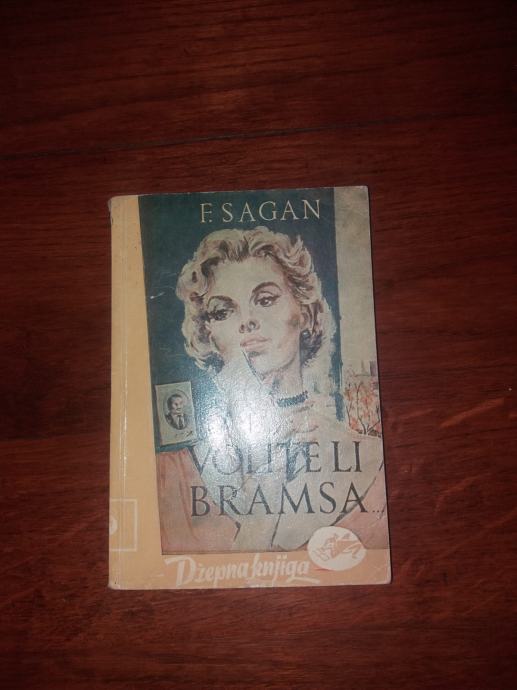 F. SAGAN
VOLITE LI
BRAMSA...
Džepna knjiga